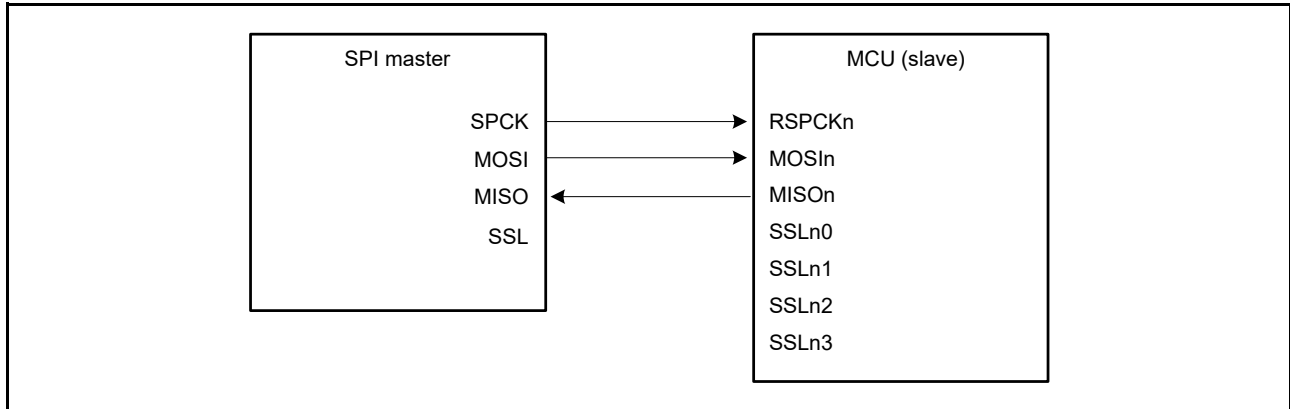 SPI master
SPCK
MOSI
MISO
SSL
MCU (slave)
RSPCKn
MOSIn
MISOn
SSLn0
SSLn1
SSLn2
SSLn3